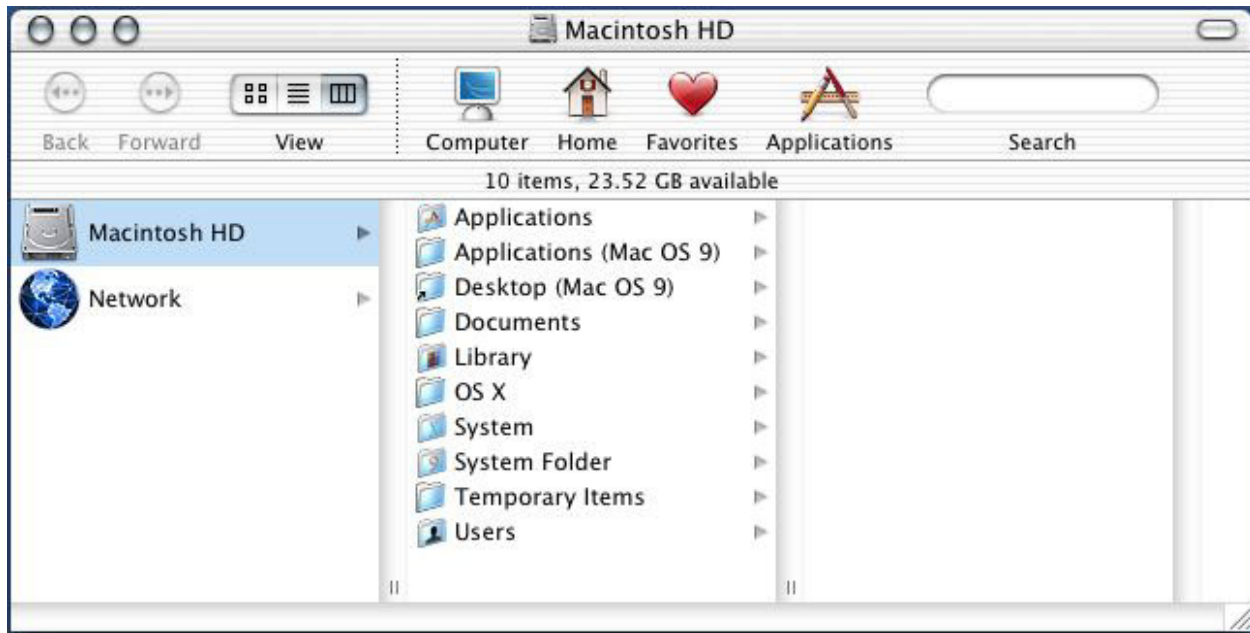 Macintosh HD
Back Forward View Computer Home Favorites Applications Search
10 items, 23.52 GB available
Macintosh HD
Network
Applications
Applications (Mac OS 9)
Desktop (Mac OS 9)
Documents
Library
OS X
System
System Folder
Temporary Items
Users